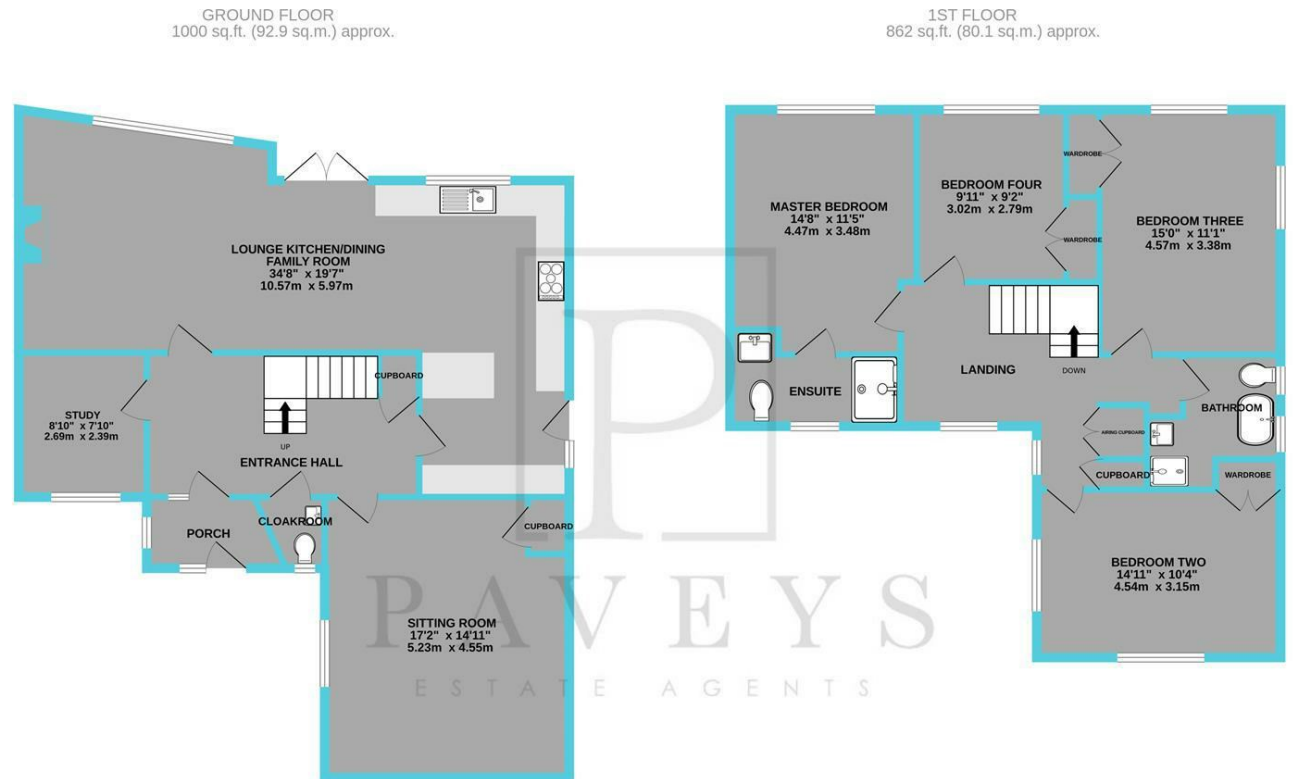 GROUND FLOOR
1000 sq.ft. (92.9 sq.m.) approx.
LOUNGE KITCHEN/DINING
FAMILY ROOM
34'8" x 19'7"
10.57m x 5.97m
CUPBOARD
STUDY
8'10" x 7'10"
2.69m x 2.39m
UP
ENTRANCE HALL
PORCH
CLOAKROOM
CUPBOARD
SITTING ROOM
17'2" x 14'11"
5.23m x 4.55m
1ST FLOOR
862 sq.ft. (80.1 sq.m.) approx.
MASTER BEDROOM
14'8" x 11'5"
4.47m x 3.48m
BEDROOM FOUR
9'11" x 9'2"
3.02m x 2.79m
WARDROBE
WARDROBE
BEDROOM THREE
15'0" x 11'1"
4.57m x 3.38m
ENSUITE
LANDING
DOWN
BATHROOM
AIRING CUPBOARD
CUPBOARD
WARDROBE
BEDROOM TWO
14'11" x 10'4"
4.54m x 3.15m
P
PAVEYS
ESTATE AGENTS